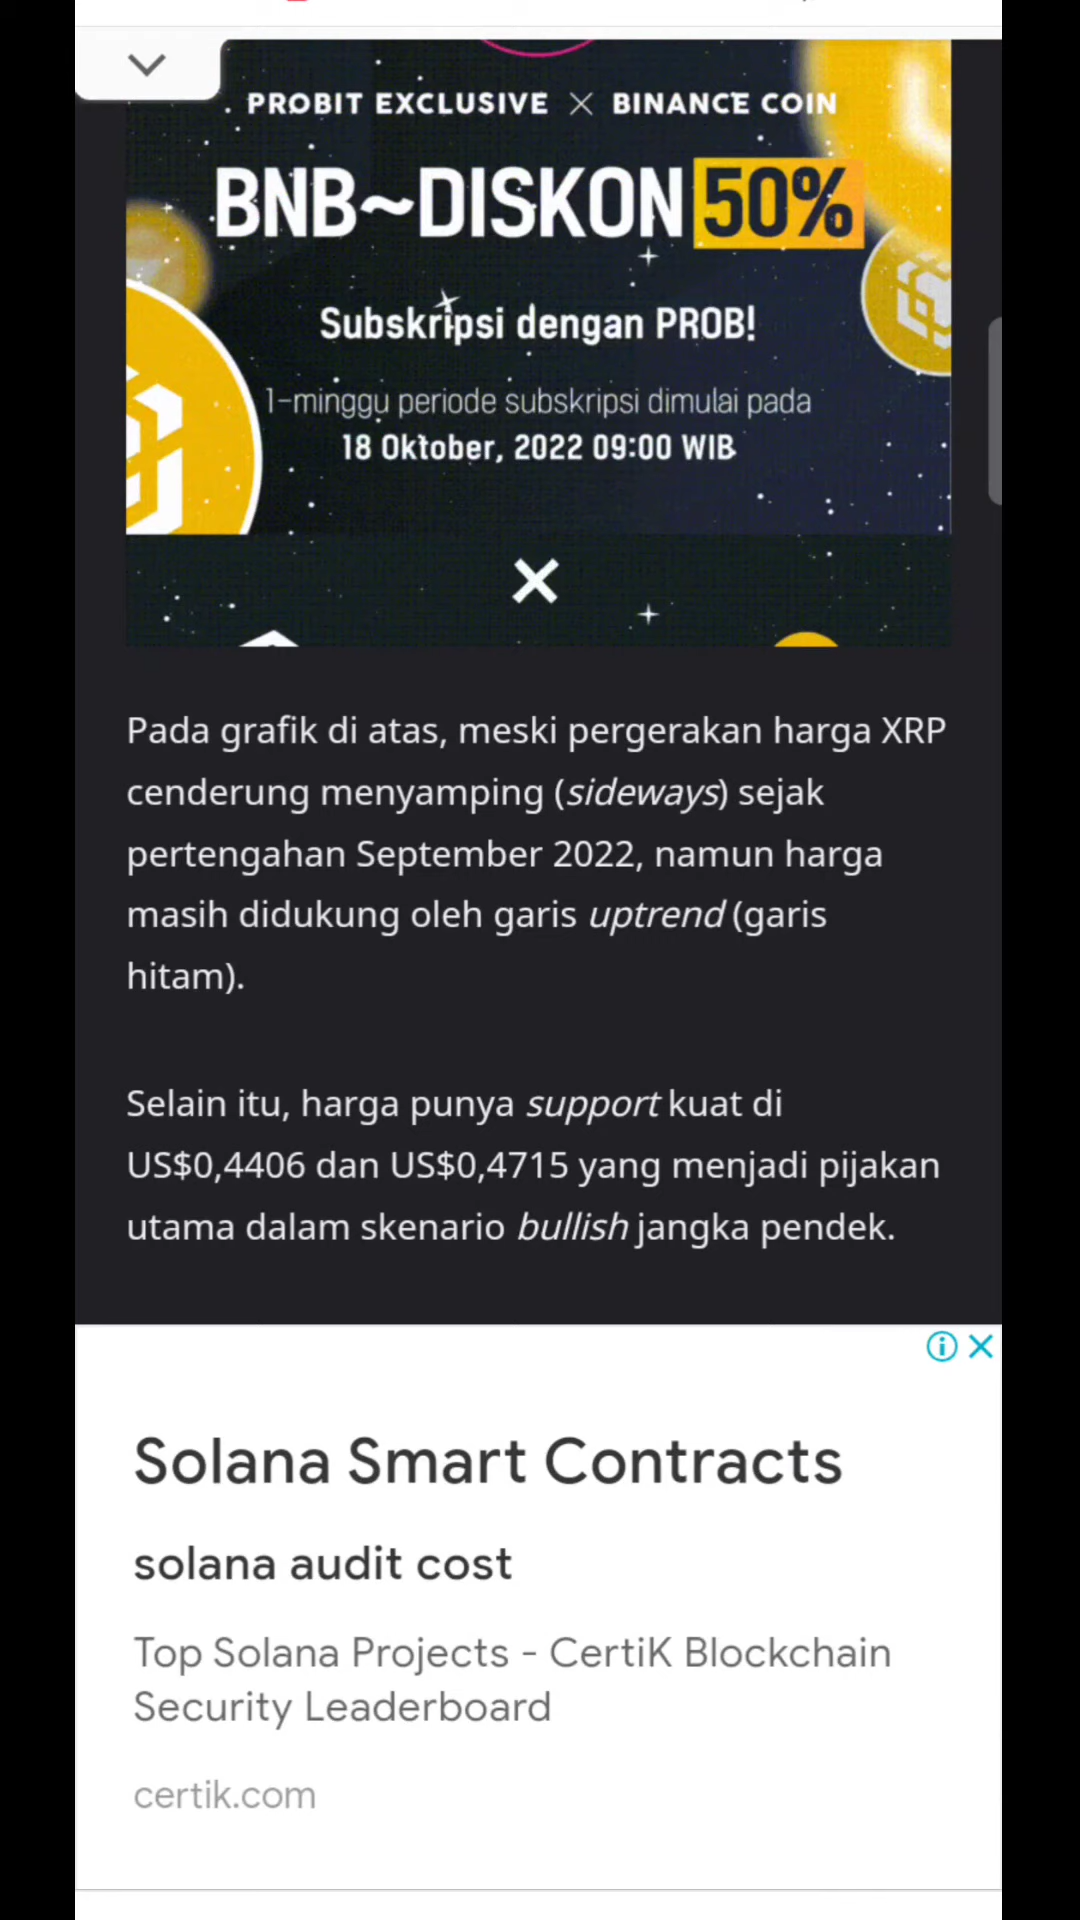 PROBIT EXCLUSIVE × BINANCE COIN
BNB~DISKON 50%
Subskripsi dengan PROB!
1-minggu periode subskripsi dimulai pada
18 Oktober, 2022 09:00 WIB
Pada grafik di atas, meski pergerakan harga XRP
cenderung menyamping (sideways) sejak
pertengahan September 2022, namun harga
masih didukung oleh garis uptrend (garis
hitam).
Selain itu, harga punya support kuat di
US$0,4406 dan US$0,4715 yang menjadi pijakan
utama dalam skenario bullish jangka pendek.
Solana Smart Contracts
solana audit cost
Top Solana Projects - CertiK Blockchain
Security Leaderboard
certik.com